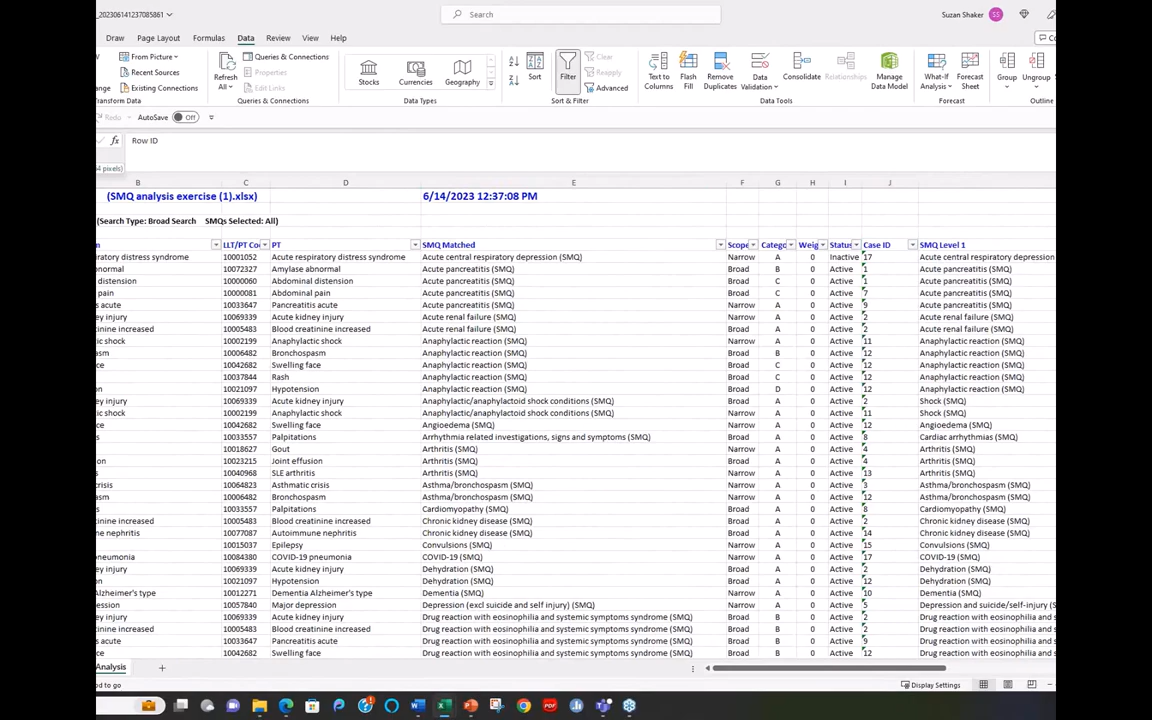 _202306141237085861
Search
Suzan Shaker SS
Draw Page Layout Formulas Data Review View Help
From Picture
Recent Sources
Existing Connections
Transform Data
Refresh All
Queries & Connections
Properties
Edit Links
Queries & Connections
Stocks Currencies Geography
Data Types
Sort
Filter
Clear
Reapply
Advanced
Sort & Filter
Text to Columns
Flash Fill
Remove Duplicates
Data Validation
Consolidate
Relationships
Manage Data Model
Data Tools
What-If Analysis
Forecast Sheet
Forecast
Group
Ungroup
Outline
Redo AutoSave Off
fx Row ID
4 pixels)
B C D E F G H I J
(SMQ analysis exercise (1).xlsx) 6/14/2023 12:37:08 PM
(Search Type: Broad Search SMQs Selected: All)
n LLT/PT Co PT SMQ Matched Scope Catego Weig Status Case ID SMQ Level 1
ratory distress syndrome 10001052 Acute respiratory distress syndrome Acute central respiratory depression (SMQ) Narrow A 0 Inactive 17 Acute central respiratory depression
normal 10072327 Amylase abnormal Acute pancreatitis (SMQ) Broad B 0 Active 1 Acute pancreatitis (SMQ)
distension 10000060 Abdominal distension Acute pancreatitis (SMQ) Broad C 0 Active 1 Acute pancreatitis (SMQ)
pain 10000081 Abdominal pain Acute pancreatitis (SMQ) Broad C 0 Active 7 Acute pancreatitis (SMQ)
s acute 10033647 Pancreatitis acute Acute pancreatitis (SMQ) Narrow A 0 Active 9 Acute pancreatitis (SMQ)
ey injury 10069339 Acute kidney injury Acute renal failure (SMQ) Narrow A 0 Active 2 Acute renal failure (SMQ)
tinine increased 10005483 Blood creatinine increased Acute renal failure (SMQ) Broad A 0 Active 2 Acute renal failure (SMQ)
tic shock 10002199 Anaphylactic shock Anaphylactic reaction (SMQ) Narrow A 0 Active 11 Anaphylactic reaction (SMQ)
asm 10006482 Bronchospasm Anaphylactic reaction (SMQ) Broad B 0 Active 12 Anaphylactic reaction (SMQ)
ce 10042682 Swelling face Anaphylactic reaction (SMQ) Broad C 0 Active 12 Anaphylactic reaction (SMQ)
10037844 Rash Anaphylactic reaction (SMQ) Broad C 0 Active 12 Anaphylactic reaction (SMQ)
10021097 Hypotension Anaphylactic reaction (SMQ) Broad D 0 Active 12 Anaphylactic reaction (SMQ)
ey injury 10069339 Acute kidney injury Anaphylactic/anaphylactoid shock conditions (SMQ) Broad A 0 Active 2 Shock (SMQ)
tic shock 10002199 Anaphylactic shock Anaphylactic/anaphylactoid shock conditions (SMQ) Narrow A 0 Active 11 Shock (SMQ)
ce 10042682 Swelling face Angioedema (SMQ) Narrow A 0 Active 12 Angioedema (SMQ)
s 10033557 Palpitations Arrhythmia related investigations, signs and symptoms (SMQ) Broad A 0 Active 8 Cardiac arrhythmias (SMQ)
10018627 Gout Arthritis (SMQ) Narrow A 0 Active 4 Arthritis (SMQ)
on 10023215 Joint effusion Arthritis (SMQ) Broad A 0 Active 4 Arthritis (SMQ)
tis 10040968 SLE arthritis Arthritis (SMQ) Narrow A 0 Active 13 Arthritis (SMQ)
crisis 10064823 Asthmatic crisis Asthma/bronchospasm (SMQ) Narrow A 0 Active 3 Asthma/bronchospasm (SMQ)
asm 10006482 Bronchospasm Asthma/bronchospasm (SMQ) Narrow A 0 Active 12 Asthma/bronchospasm (SMQ)
s 10033557 Palpitations Cardiomyopathy (SMQ) Broad A 0 Active 8 Cardiomyopathy (SMQ)
tinine increased 10005483 Blood creatinine increased Chronic kidney disease (SMQ) Broad A 0 Active 2 Chronic kidney disease (SMQ)
ne nephritis 10077087 Autoimmune nephritis Chronic kidney disease (SMQ) Broad A 0 Active 14 Chronic kidney disease (SMQ)
10015037 Epilepsy Convulsions (SMQ) Narrow A 0 Active 15 Convulsions (SMQ)
neumonia 10084380 COVID-19 pneumonia COVID-19 (SMQ) Narrow A 0 Active 17 COVID-19 (SMQ)
ey injury 10069339 Acute kidney injury Dehydration (SMQ) Broad A 0 Active 2 Dehydration (SMQ)
10021097 Hypotension Dehydration (SMQ) Broad A 0 Active 12 Dehydration (SMQ)
Alzheimer's type 10012271 Dementia Alzheimer's type Dementia (SMQ) Narrow A 0 Active 10 Dementia (SMQ)
ession 10057840 Major depression Depression (excl suicide and self injury) (SMQ) Narrow A 0 Active 5 Depression and suicide/self-injury (S
ey injury 10069339 Acute kidney injury Drug reaction with eosinophilia and systemic symptoms syndrome (SMQ) Broad B 0 Active 2 Drug reaction with eosinophilia and s
tinine increased 10005483 Blood creatinine increased Drug reaction with eosinophilia and systemic symptoms syndrome (SMQ) Broad B 0 Active 2 Drug reaction with eosinophilia and s
s acute 10033647 Pancreatitis acute Drug reaction with eosinophilia and systemic symptoms syndrome (SMQ) Broad B 0 Active 9 Drug reaction with eosinophilia and s
ce 10042682 Swelling face Drug reaction with eosinophilia and systemic symptoms syndrome (SMQ) Broad B 0 Active 12 Drug reaction with eosinophilia and s
Analysis
d to go Display Settings